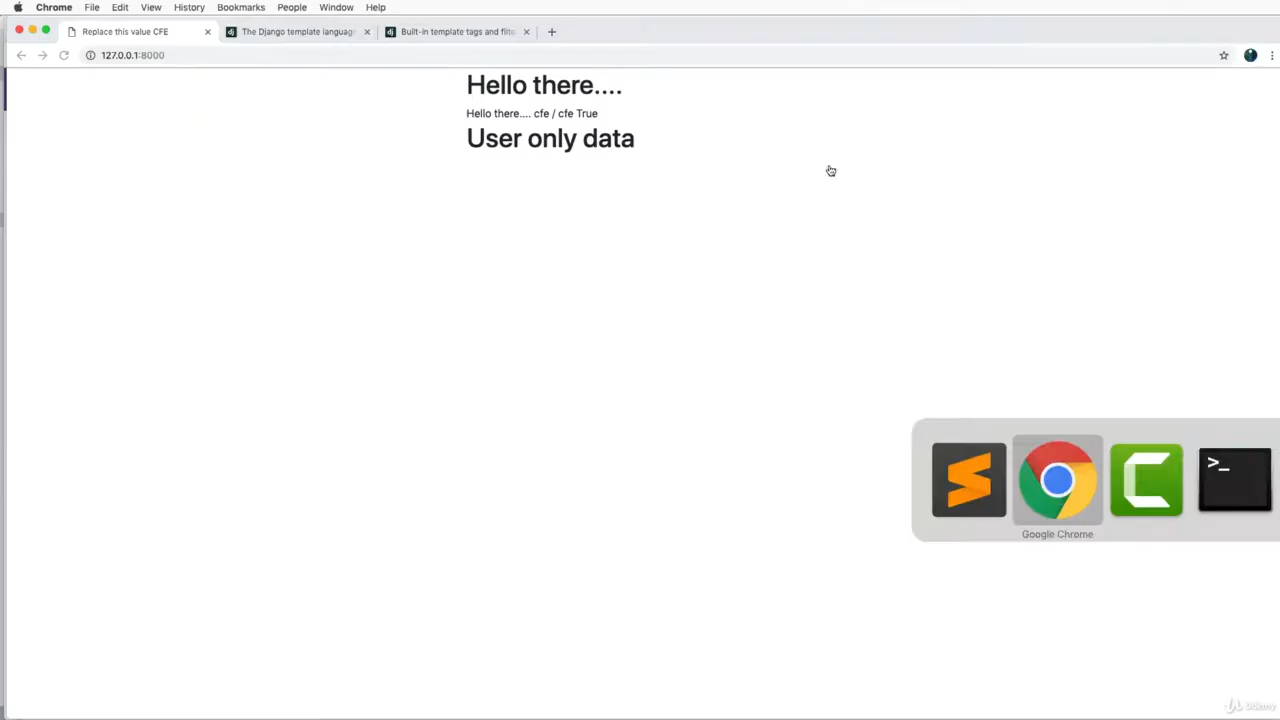 Chrome File Edit View History Bookmarks People Window Help
Replace this value CFE
The Django template languag
Built-in template tags and filte
127.0.0.1:8000
Hello there....
Hello there.... cfe / cfe True
User only data
>_
Google Chrome
Udemy